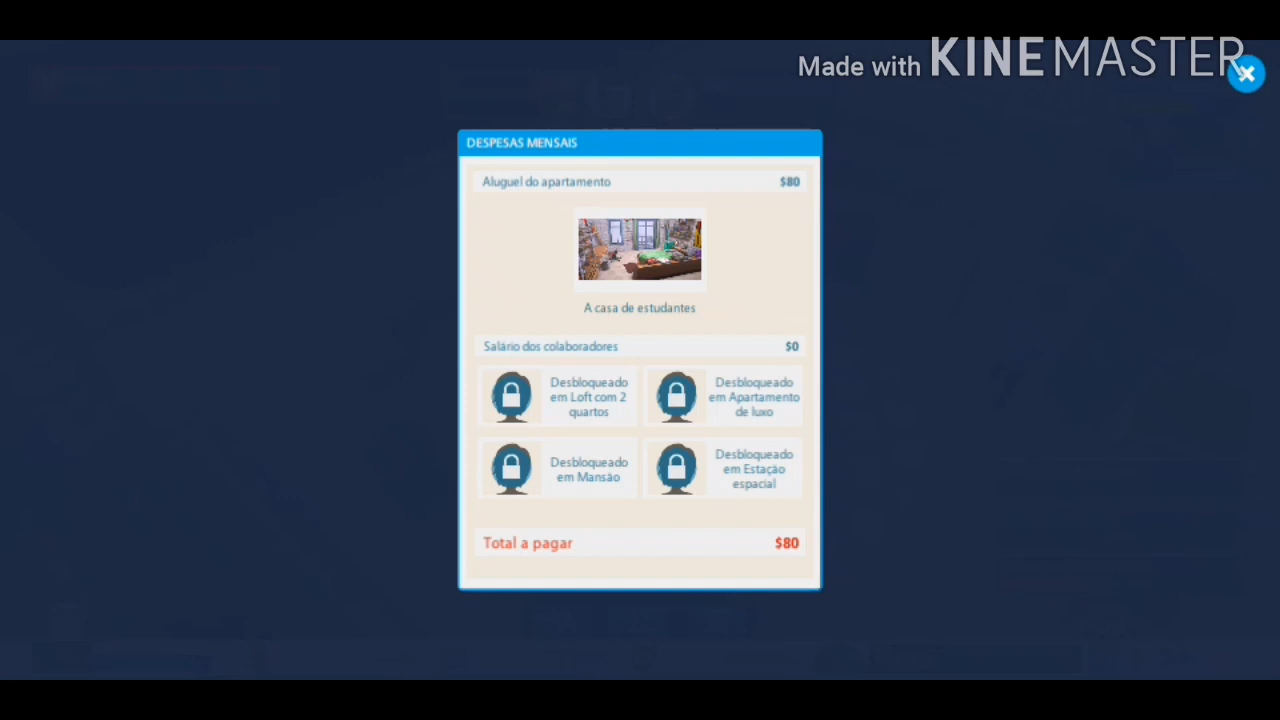 Made with KINEMASTER
DESPESAS MENSAIS
Aluguel do apartamento $80
A casa de estudantes
Salário dos colaboradores $0
Desbloqueado
em Loft com 2
quartos
Desbloqueado
em Apartamento
de luxo
Desbloqueado
em Mansão
Desbloqueado
em Estação
espacial
Total a pagar $80